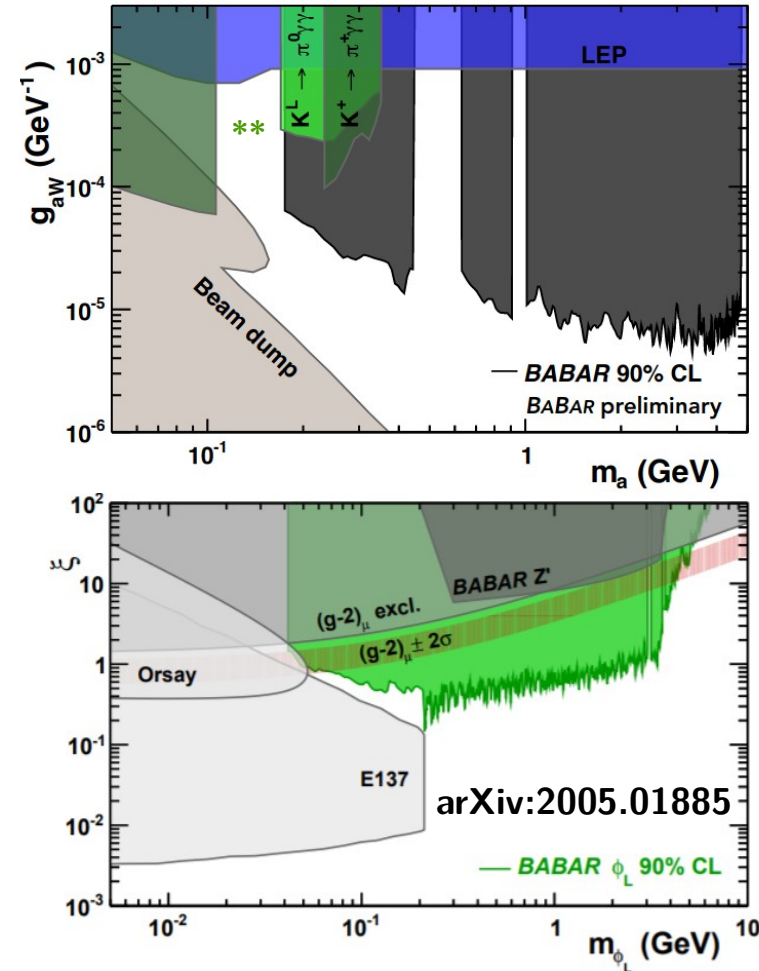 10⁻³
10⁻⁴
10⁻⁵
10⁻⁶
g_aW (GeV⁻¹)
K^L → π⁰γγ
K⁺ → π⁺γγ
LEP
**
Beam dump
— BABAR 90% CL
BABAR preliminary
10⁻¹
1
m_a (GeV)
10²
10
1
10⁻¹
10⁻²
10⁻³
ξ
BABAR Z'
(g-2)_μ excl.
(g-2)_μ ± 2σ
Orsay
E137
arXiv:2005.01885
— BABAR ϕ_L 90% CL
10⁻²
10⁻¹
1
10
m_ϕ_L (GeV)